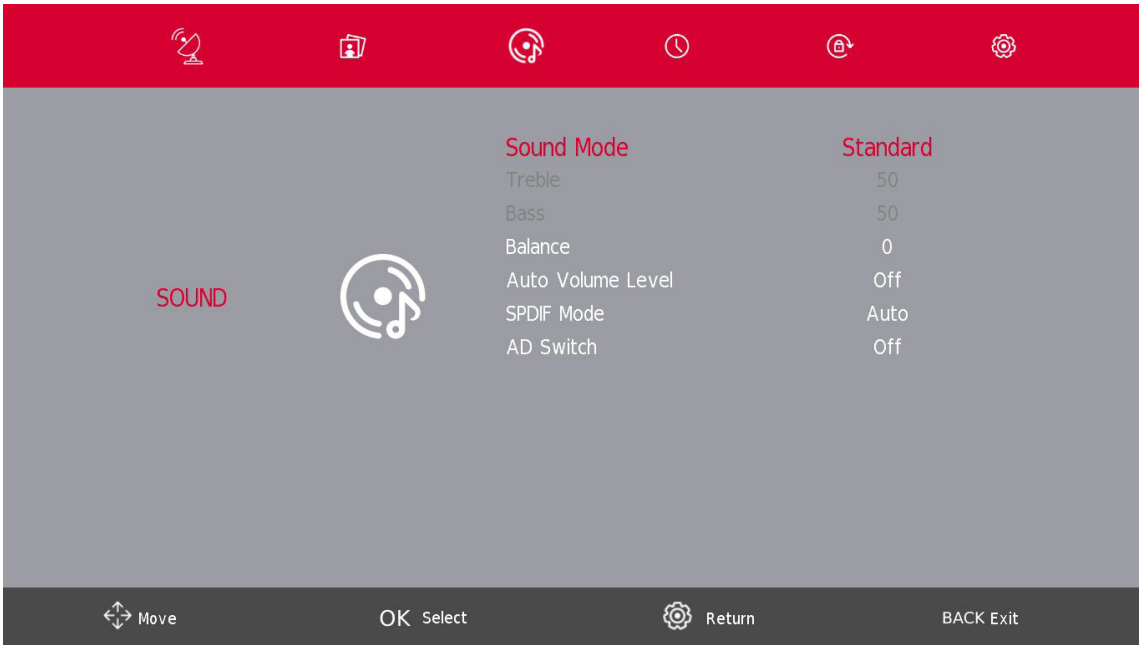 Sound Mode Standard
Treble 50
Bass 50
Balance 0
Auto Volume Level Off
SOUND
SPDIF Mode Auto
AD Switch Off
Move OK Select Return BACK Exit